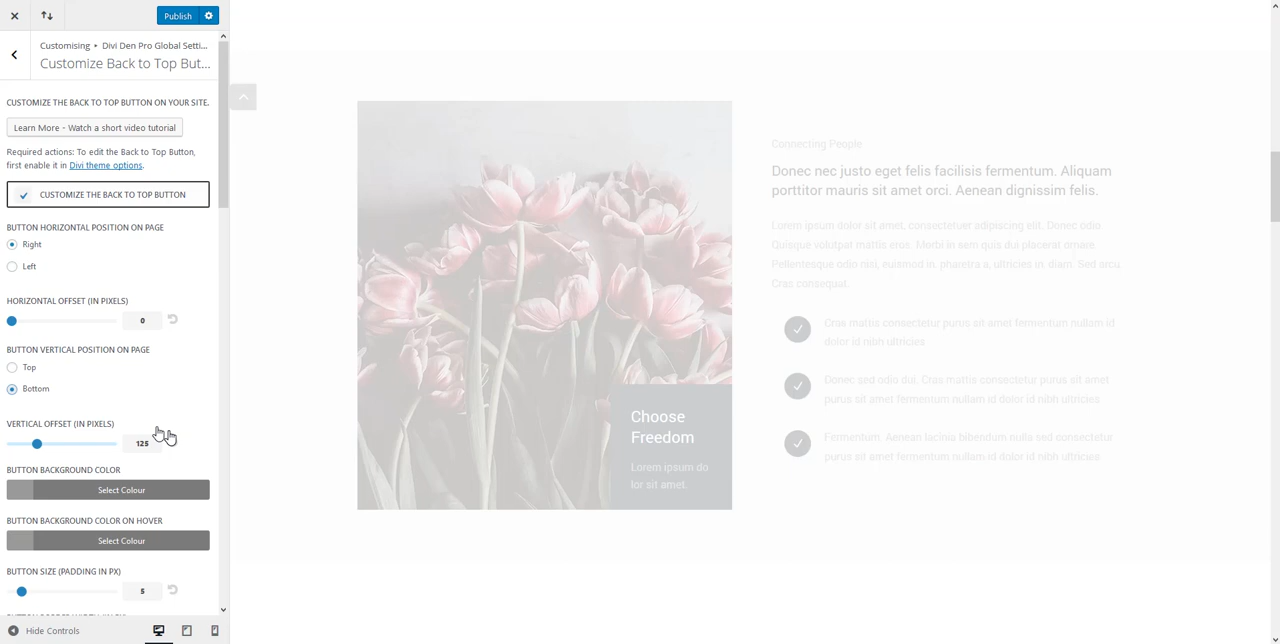 Publish
Customising ▸ Divi Den Pro Global Setti...
Customize Back to Top But...
CUSTOMIZE THE BACK TO TOP BUTTON ON YOUR SITE.
Learn More - Watch a short video tutorial
Required actions: To edit the Back to Top Button,
first enable it in Divi theme options.
CUSTOMIZE THE BACK TO TOP BUTTON
BUTTON HORIZONTAL POSITION ON PAGE
Right
Left
HORIZONTAL OFFSET (IN PIXELS)
0
BUTTON VERTICAL POSITION ON PAGE
Top
Bottom
VERTICAL OFFSET (IN PIXELS)
125
BUTTON BACKGROUND COLOR
Select Colour
BUTTON BACKGROUND COLOR ON HOVER
Select Colour
BUTTON SIZE (PADDING IN PX)
5
Hide Controls
Choose
Freedom
Lorem ipsum do
lor sit amet.
Connecting People
Donec nec justo eget felis facilisis fermentum. Aliquam
porttitor mauris sit amet orci. Aenean dignissim felis.
Lorem ipsum dolor sit amet, consectetuer adipiscing elit. Donec odio.
Quisque volutpat mattis eros. Morbi in sem quis dui placerat ornare.
Pellentesque odio nisi, euismod in, pharetra a, ultricies in, diam. Sed arcu
Cras consequat.
Cras mattis consectetur purus sit amet fermentum nullam id
dolor id nibh ultricies
Donec sed odio dui. Cras mattis consectetur purus sit amet
purus sit amet fermentum nullam id dolor id nibh ultricies
Fermentum. Aenean lacinia bibendum nulla sed consectetur
purus sit amet fermentum nullam id dolor id nibh ultricies